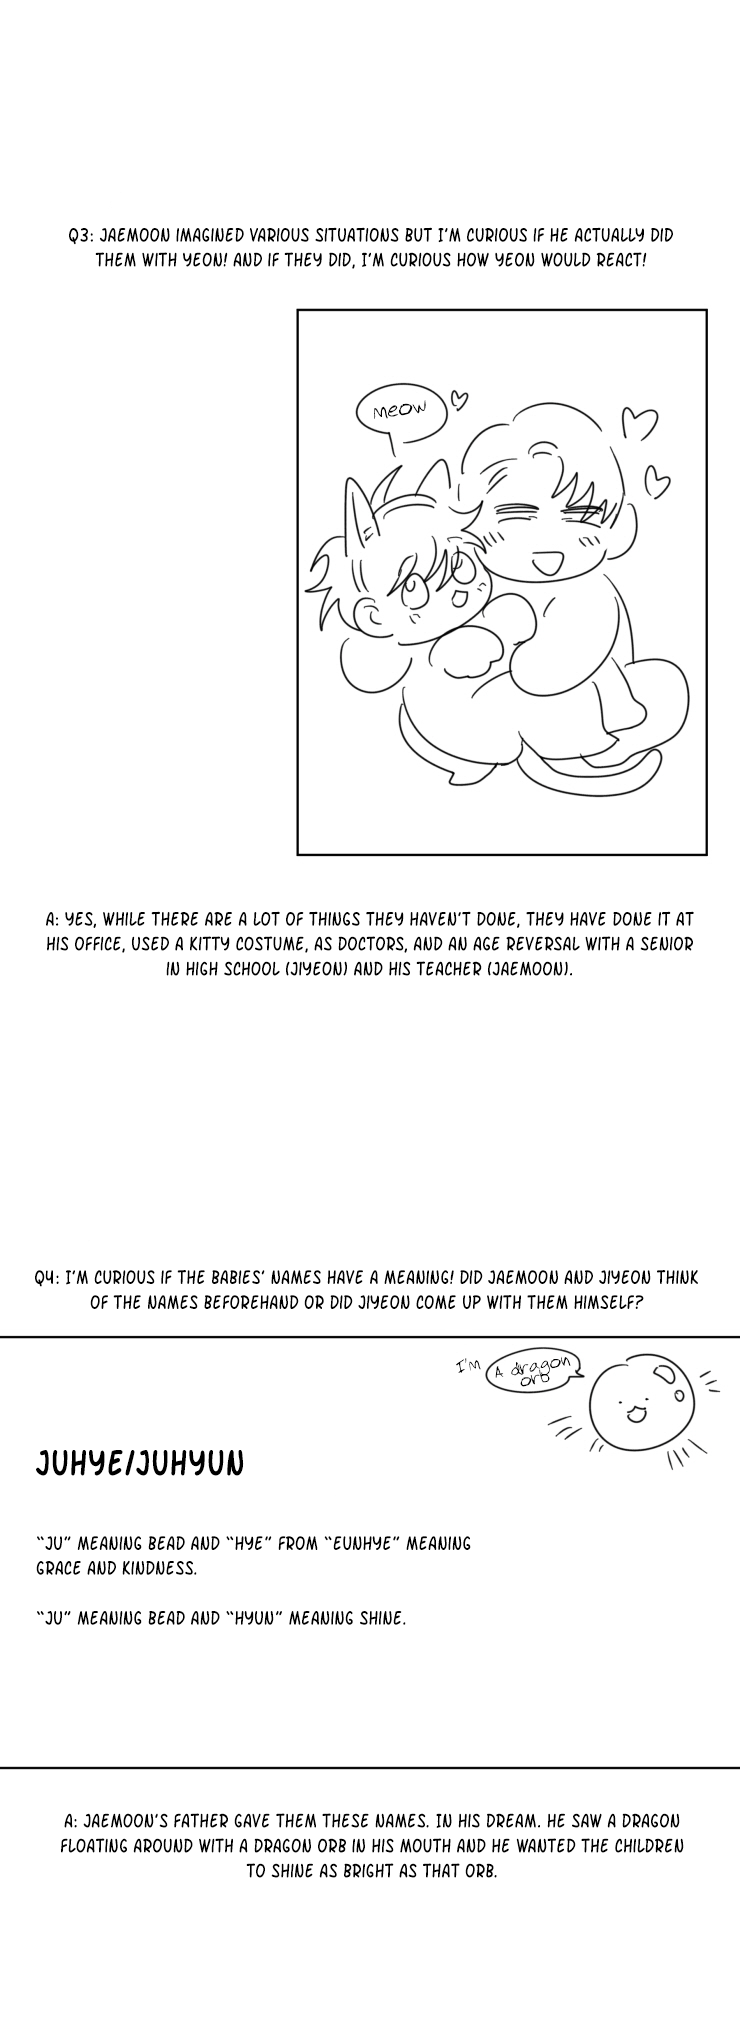 Q3: JAEMOON IMAGINED VARIOUS SITUATIONS BUT I'M CURIOUS IF HE ACTUALLY DID
THEM WITH YEON! AND IF THEY DID, I'M CURIOUS HOW YEON WOULD REACT!
meow
A: YES, WHILE THERE ARE A LOT OF THINGS THEY HAVEN'T DONE, THEY HAVE DONE IT AT
HIS OFFICE, USED A KITTY COSTUME, AS DOCTORS, AND AN AGE REVERSAL WITH A SENIOR
IN HIGH SCHOOL (JIYEON) AND HIS TEACHER (JAEMOON).
Q4: I'M CURIOUS IF THE BABIES' NAMES HAVE A MEANING! DID JAEMOON AND JIYEON THINK
OF THE NAMES BEFOREHAND OR DID JIYEON COME UP WITH THEM HIMSELF?
I'm A dragon
orb
JUHYE/JUHYUN
"JU" MEANING BEAD AND "HYE" FROM "EUNHYE" MEANING
GRACE AND KINDNESS.
"JU" MEANING BEAD AND "HYUN" MEANING SHINE.
A: JAEMOON'S FATHER GAVE THEM THESE NAMES. IN HIS DREAM. HE SAW A DRAGON
FLOATING AROUND WITH A DRAGON ORB IN HIS MOUTH AND HE WANTED THE CHILDREN
TO SHINE AS BRIGHT AS THAT ORB.